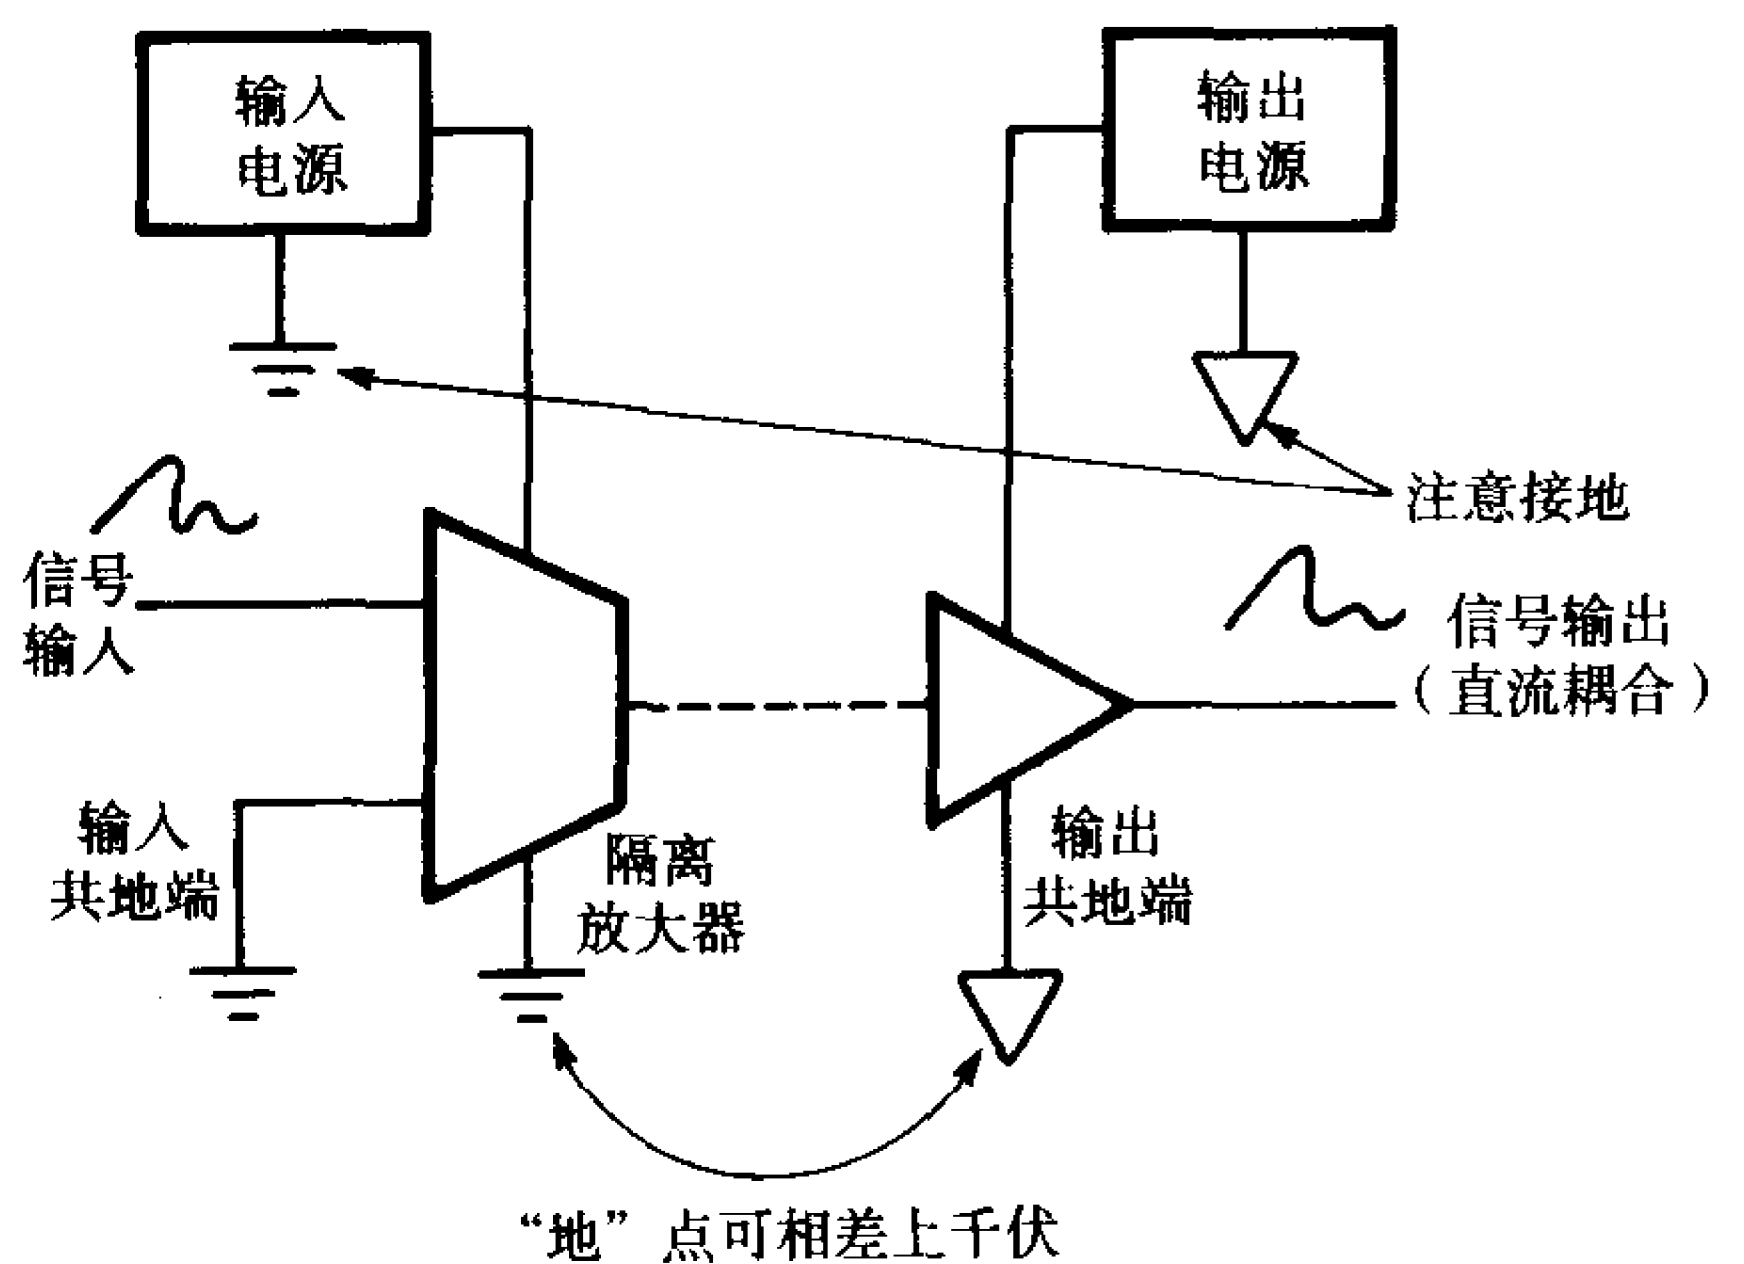 输入
电源
输出
电源
注意接地
信号
输入
信号输出
（直流耦合）
输入
共地端
隔离
放大器
输出
共地端
“地”点可相差上千伏